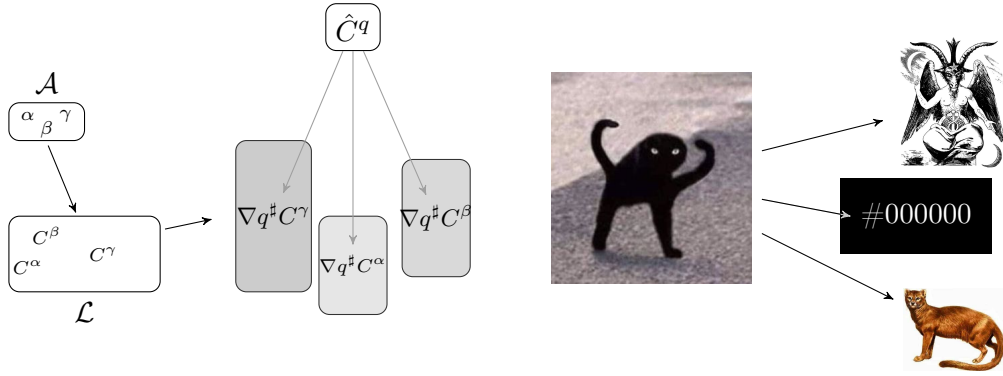 Ĉ^q
𝒜
α β γ
∇q^♯C^γ
∇q^♯C^α
∇q^♯C^β
C^β
C^α
C^γ
ℒ
#000000